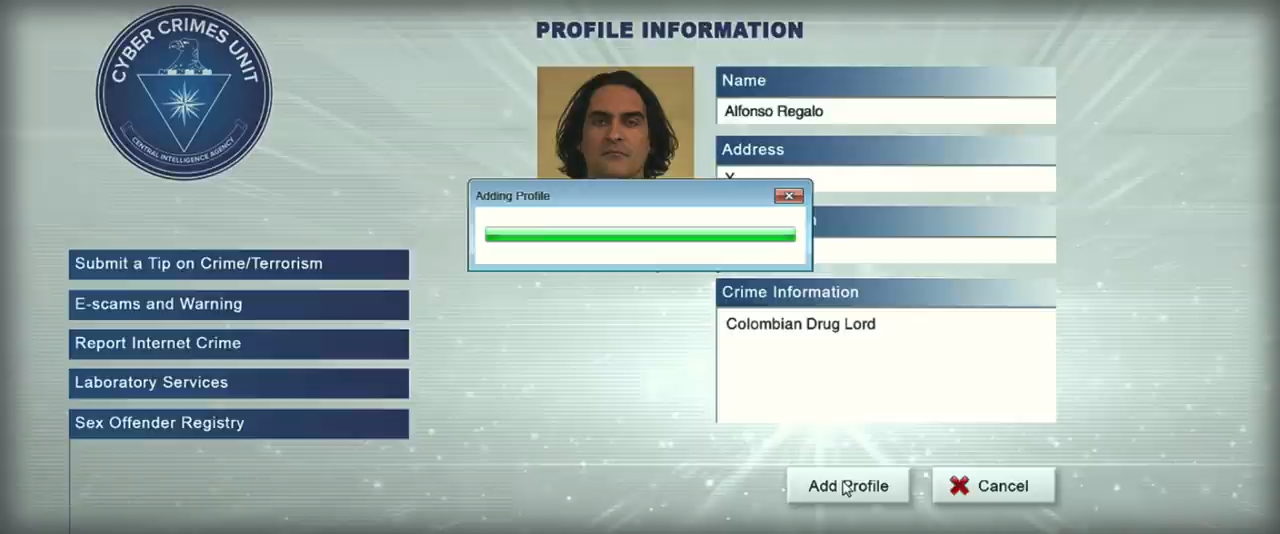 CYBER CRIMES UNIT
CENTRAL INTELLIGENCE AGENCY
PROFILE INFORMATION
Name
Alfonso Regalo
Address
Adding Profile
Crime Information
Colombian Drug Lord
Submit a Tip on Crime/Terrorism
E-scams and Warning
Report Internet Crime
Laboratory Services
Sex Offender Registry
Add Profile
Cancel